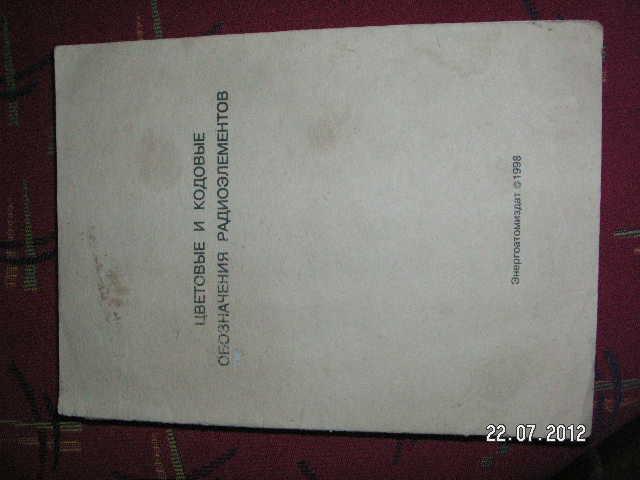 ЦВЕТОВЫЕ И КОДОВЫЕ
ОБОЗНАЧЕНИЯ РАДИОЭЛЕМЕНТОВ
Энергоатомиздат © 1998
22.07.2012